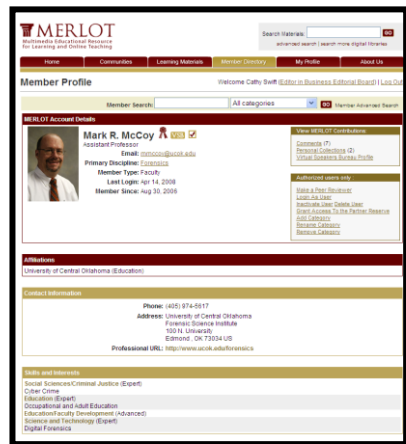 MERLOT
Multimedia Educational Resource
for Learning and Online Teaching
Search Materials: GO
advanced search | search more digital libraries
Home Communities Learning Materials Member Directory My Profile About Us
Member Profile
Welcome Cathy Swift (Editor in Business Editorial Board) | Log Out
Member Search: All categories GO Member Advanced Search
MERLOT Account Details
Mark R. McCoy VSB
Assistant Professor
Email: mmccoy@ucok.edu
Primary Discipline: Forensics
Member Type: Faculty
Last Login: Apr 14, 2008
Member Since: Aug 30, 2006
View MERLOT Contributions:
Comments (7)
Personal Collections (2)
Virtual Speakers Bureau Profile
Authorized users only :
Make a Peer Reviewer
Login As User
Inactivate User Delete User
Grant Access To the Partner Reserve
Add Category
Rename Category
Remove Category
Affiliations
University of Central Oklahoma (Education)
Contact Information
Phone: (405) 974-5617
Address: University of Central Oklahoma
Forensic Science Institute
100 N. University
Edmond , OK 73034 US
Professional URL: http://www.ucok.edu/forensics
Skills and Interests
Social Sciences/Criminal Justice (Expert)
Cyber Crime
Education (Expert)
Occupational and Adult Education
Education/Faculty Development (Advanced)
Science and Technology (Expert)
Digital Forensics